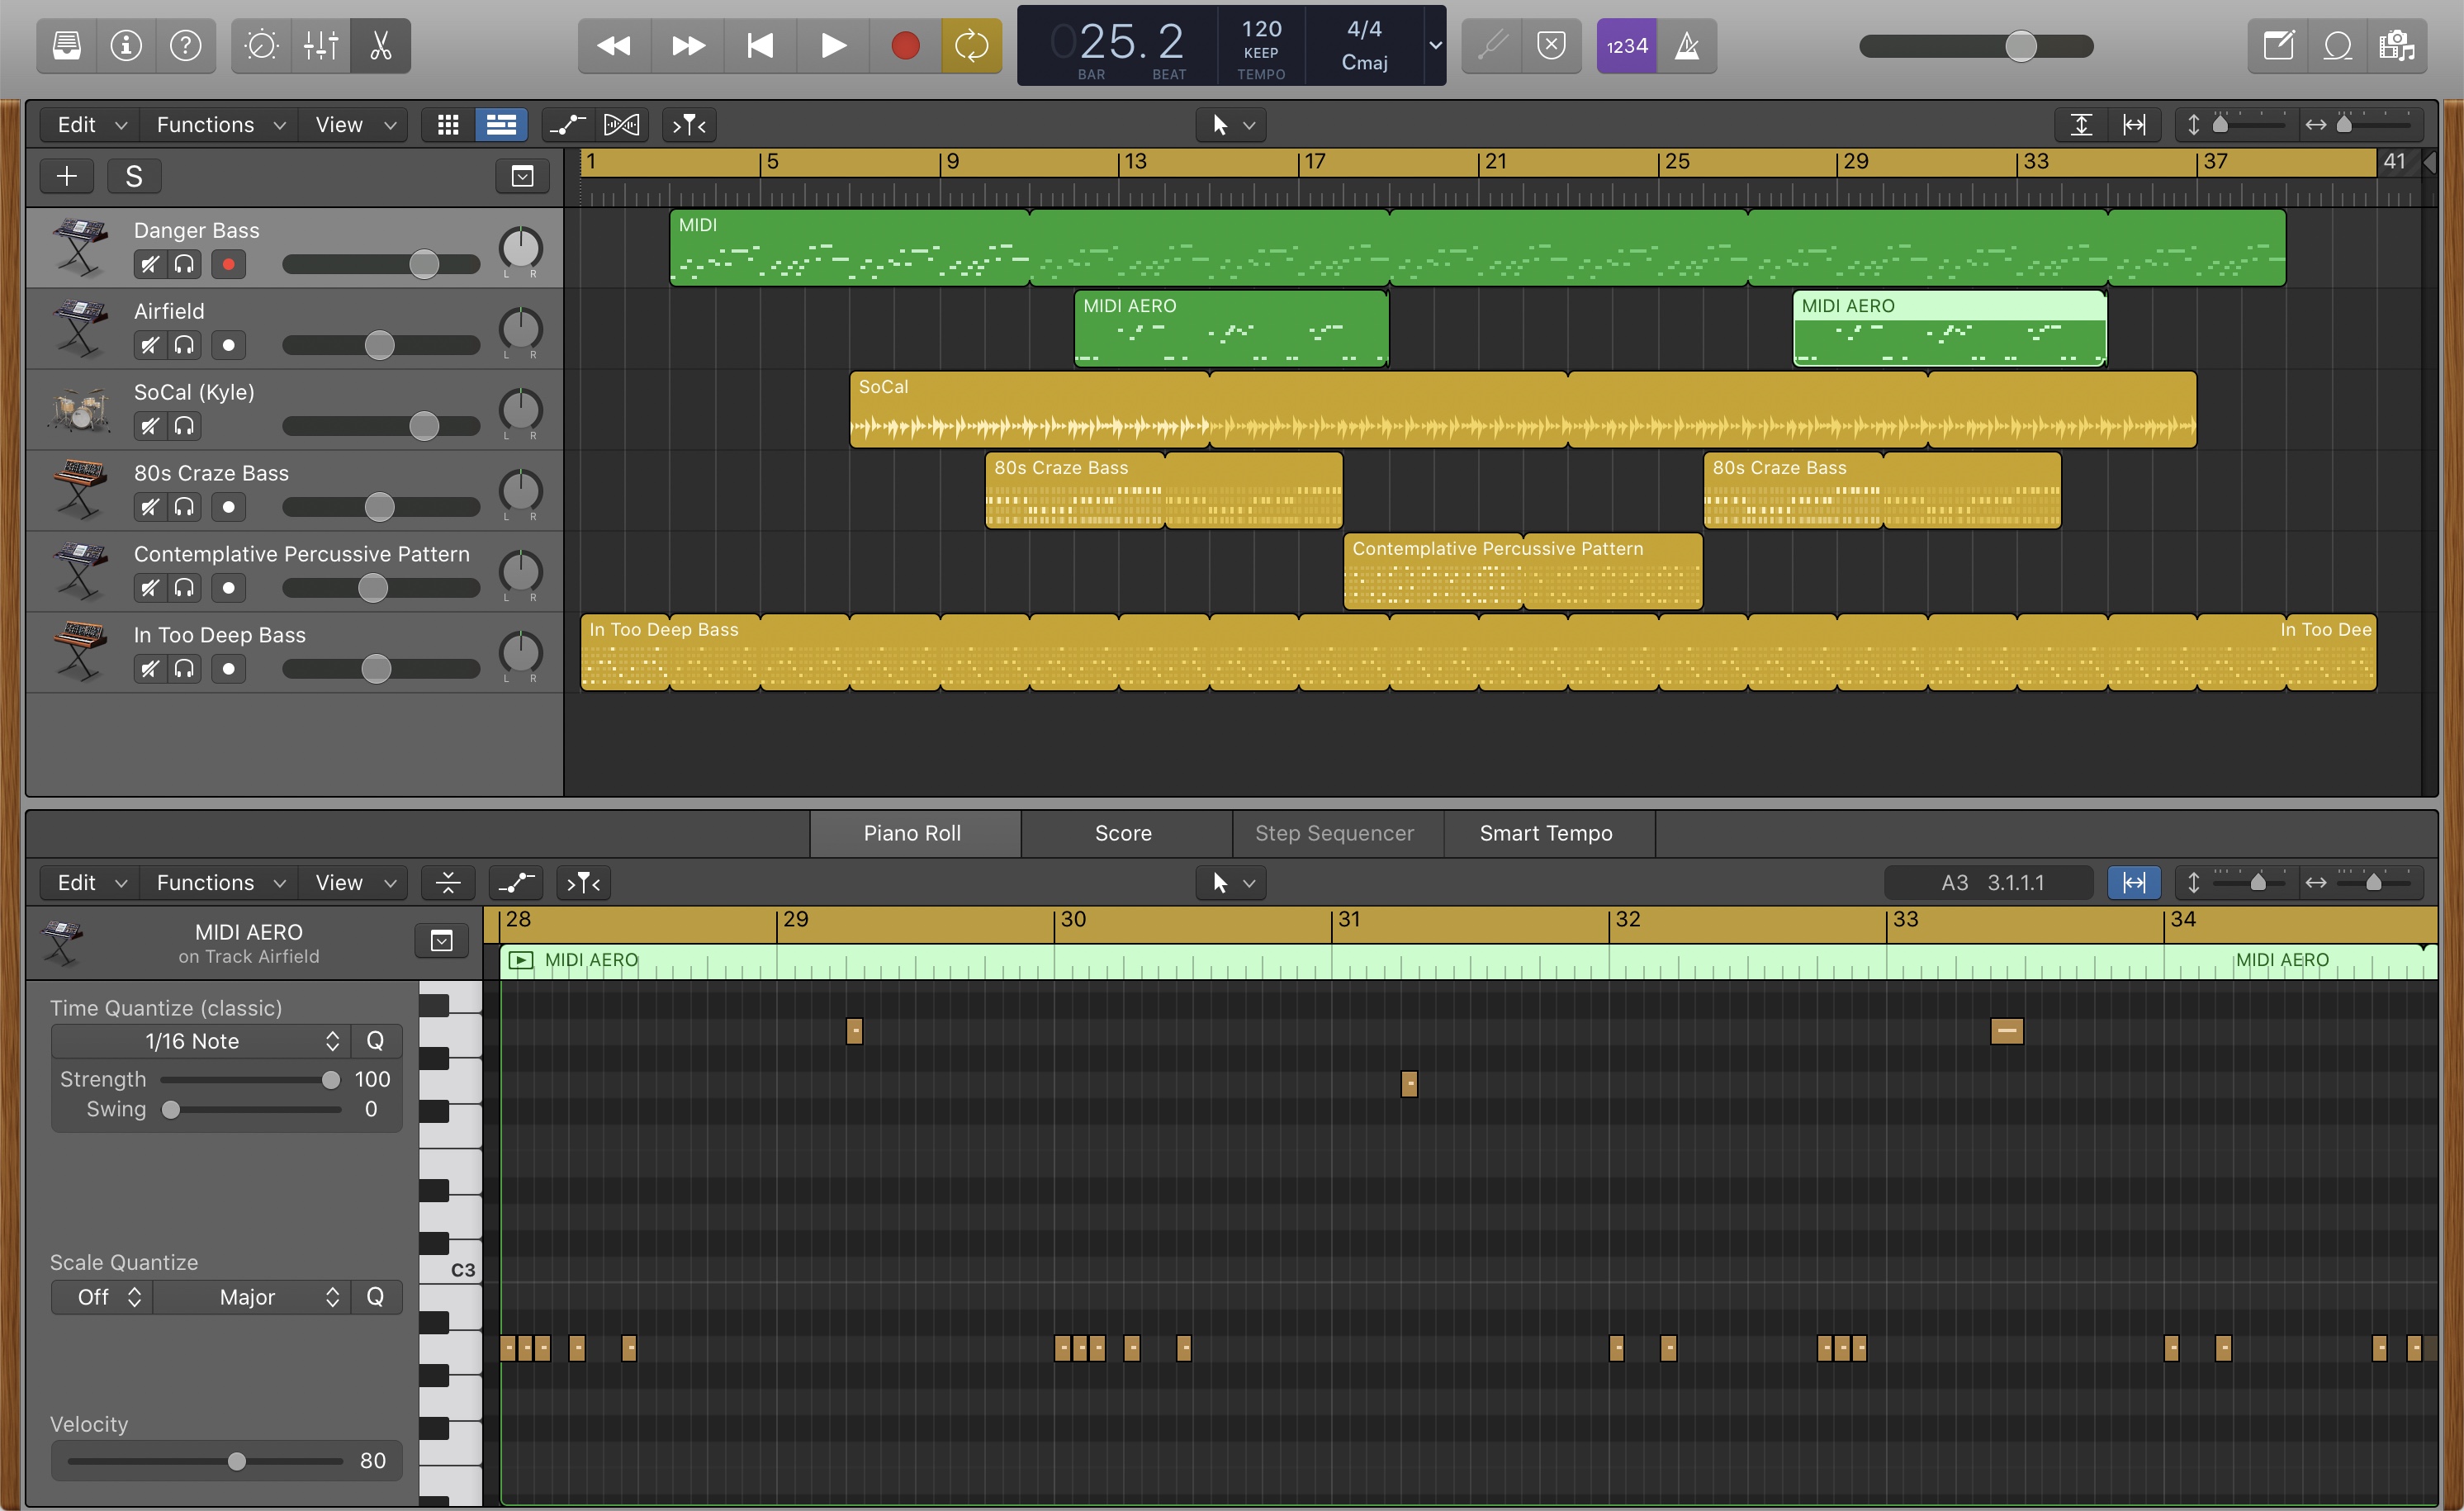 1234
025.2
BAR
BEAT
120
KEEP
TEMPO
4/4
Cmaj
Edit
Functions
View
S
1
5
9
13
17
21
25
29
33
37
41
Danger Bass
L R
MIDI
Airfield
L R
MIDI AERO
MIDI AERO
SoCal (Kyle)
L R
SoCal
80s Craze Bass
L R
80s Craze Bass
80s Craze Bass
Contemplative Percussive Pattern
L R
Contemplative Percussive Pattern
In Too Deep Bass
L R
In Too Deep Bass
In Too Dee
Piano Roll
Score
Step Sequencer
Smart Tempo
Edit
Functions
View
A3 3.1.1.1
28
29
30
31
32
33
34
MIDI AERO
on Track Airfield
MIDI AERO
MIDI AERO
Time Quantize (classic)
1/16 Note
Q
Strength
100
Swing
0
C3
Scale Quantize
Off
Major
Q
Velocity
80